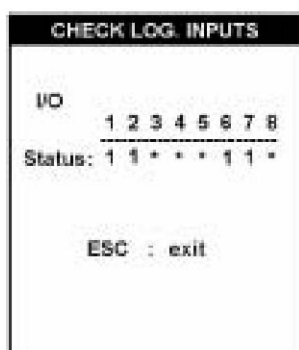 CHECK LOG. INPUTS
I/O
1 2 3 4 5 6 7 8
Status: 1 1 * * * 1 1 *
ESC : exit